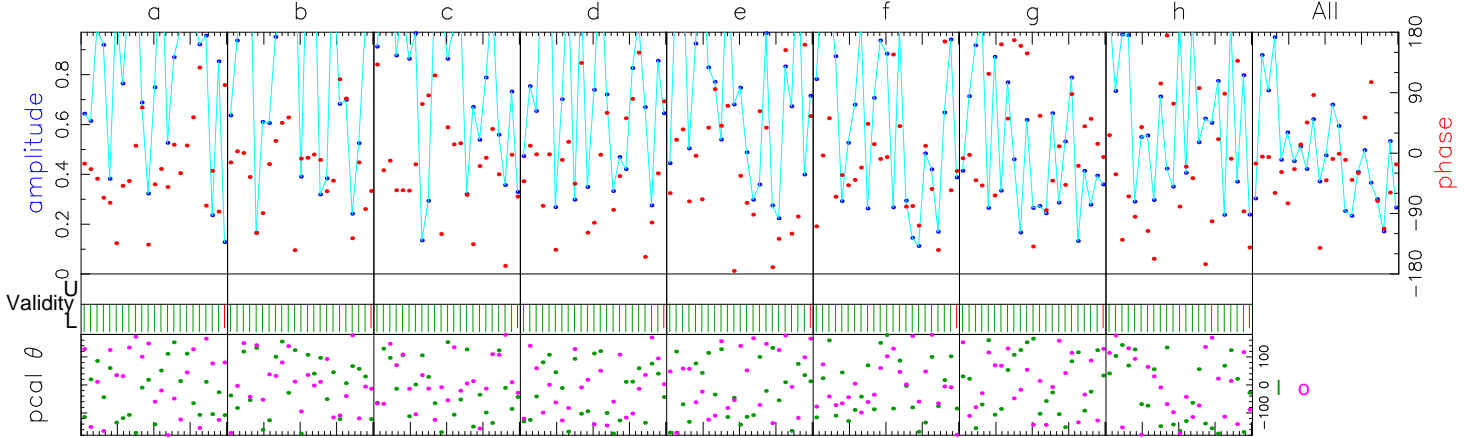 a b c d e f g h All
amplitude
0 0.2 0.4 0.6 0.8
phase
180 90 0 −90 −180
Validity
U
L
pcal θ
100 0 −100
l o